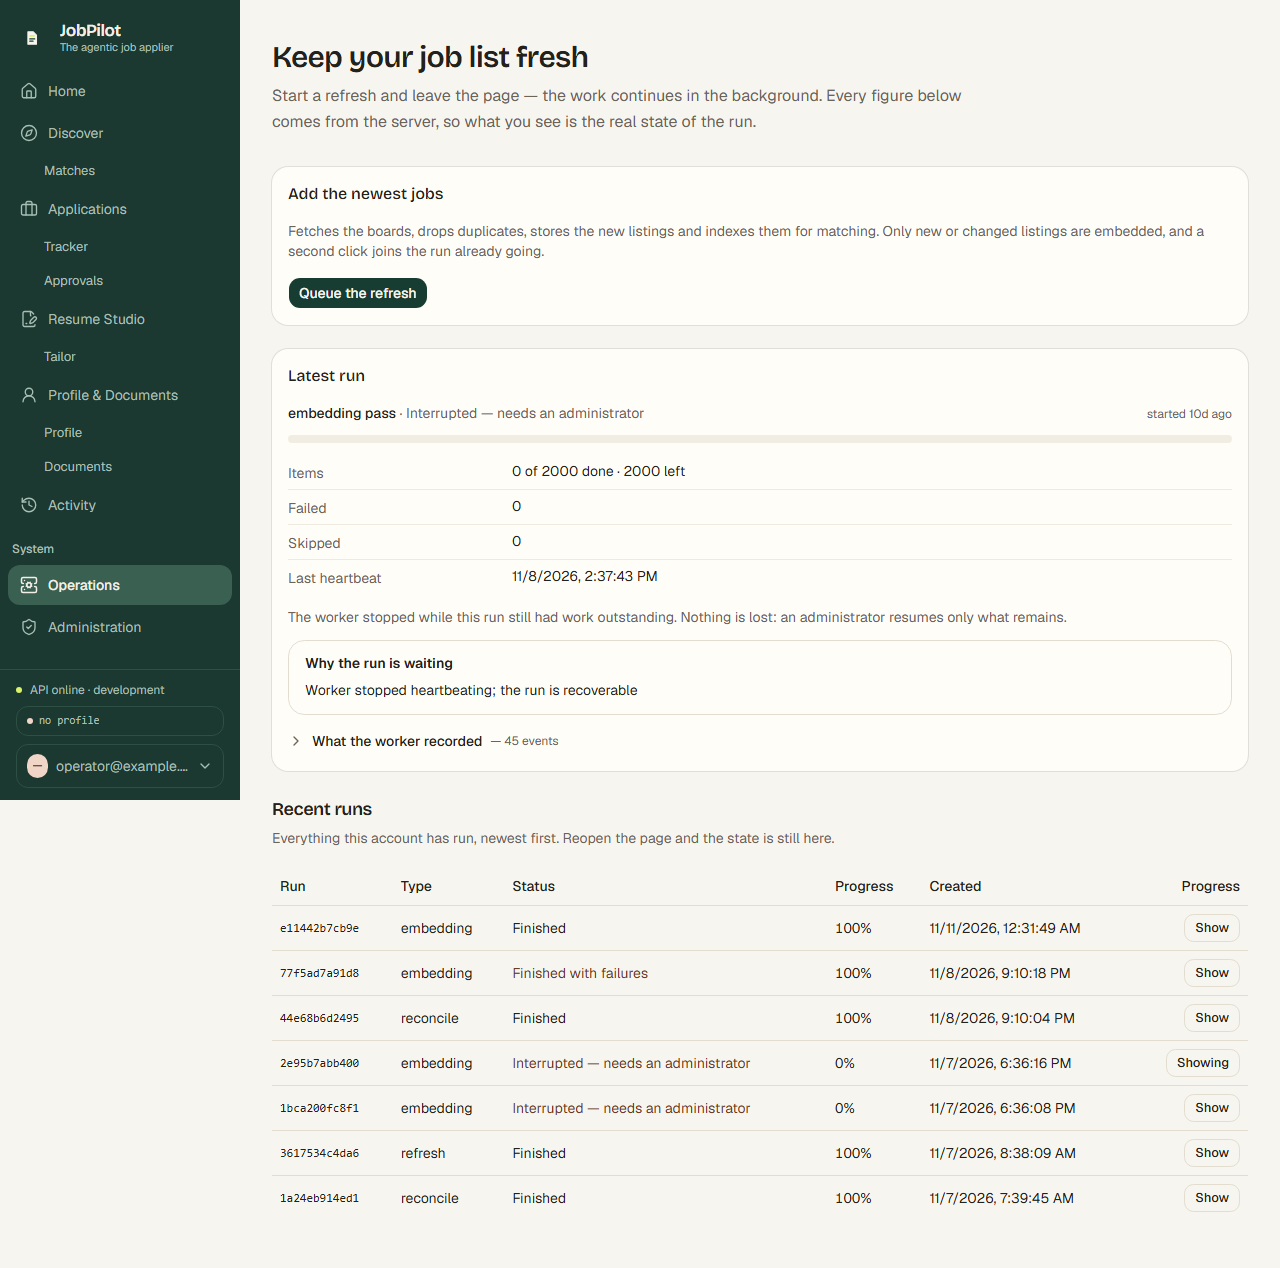 JobPilot
The agentic job applier
Home
Discover
Matches
Applications
Tracker
Approvals
Resume Studio
Tailor
Profile & Documents
Profile
Documents
Activity
System
Operations
Administration
API online · development
no profile
operator@example....
Keep your job list fresh
Start a refresh and leave the page — the work continues in the background. Every figure below
comes from the server, so what you see is the real state of the run.
Add the newest jobs
Fetches the boards, drops duplicates, stores the new listings and indexes them for matching. Only new or changed listings are embedded, and a
second click joins the run already going.
Queue the refresh
Latest run
embedding pass · Interrupted — needs an administrator started 10d ago
Items 0 of 2000 done · 2000 left
Failed 0
Skipped 0
Last heartbeat 11/8/2026, 2:37:43 PM
The worker stopped while this run still had work outstanding. Nothing is lost: an administrator resumes only what remains.
Why the run is waiting
Worker stopped heartbeating; the run is recoverable
What the worker recorded — 45 events
Recent runs
Everything this account has run, newest first. Reopen the page and the state is still here.
Run Type Status Progress Created Progress
e11442b7cb9e embedding Finished 100% 11/11/2026, 12:31:49 AM Show
77f5ad7a91d8 embedding Finished with failures 100% 11/8/2026, 9:10:18 PM Show
44e68b6d2495 reconcile Finished 100% 11/8/2026, 9:10:04 PM Show
2e95b7abb400 embedding Interrupted — needs an administrator 0% 11/7/2026, 6:36:16 PM Showing
1bca200fc8f1 embedding Interrupted — needs an administrator 0% 11/7/2026, 6:36:08 PM Show
3617534c4da6 refresh Finished 100% 11/7/2026, 8:38:09 AM Show
1a24eb914ed1 reconcile Finished 100% 11/7/2026, 7:39:45 AM Show